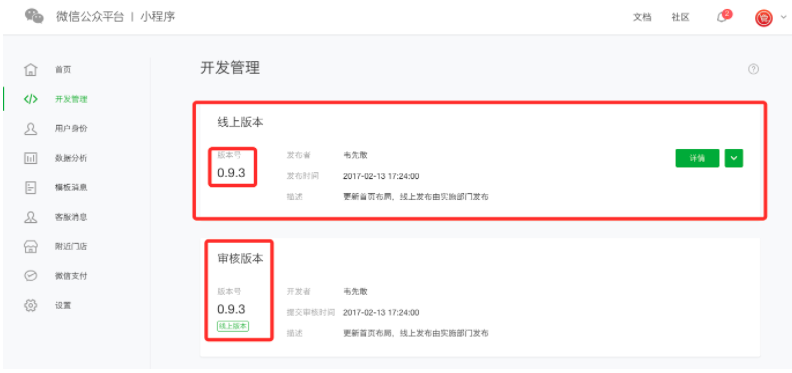 微信公众平台 | 小程序
文档 社区 2
首页
开发管理
用户身份
数据分析
模板消息
客服消息
附近门店
微信支付
设置
开发管理
线上版本
版本号
0.9.3
发布者 韦先敢
发布时间 2017-02-13 17:24:00
描述 更新首页布局，线上发布由实施部门发布
详情
审核版本
版本号
0.9.3
线上版本
开发者 韦先敢
提交审核时间 2017-02-13 17:24:00
描述 更新首页布局，线上发布由实施部门发布